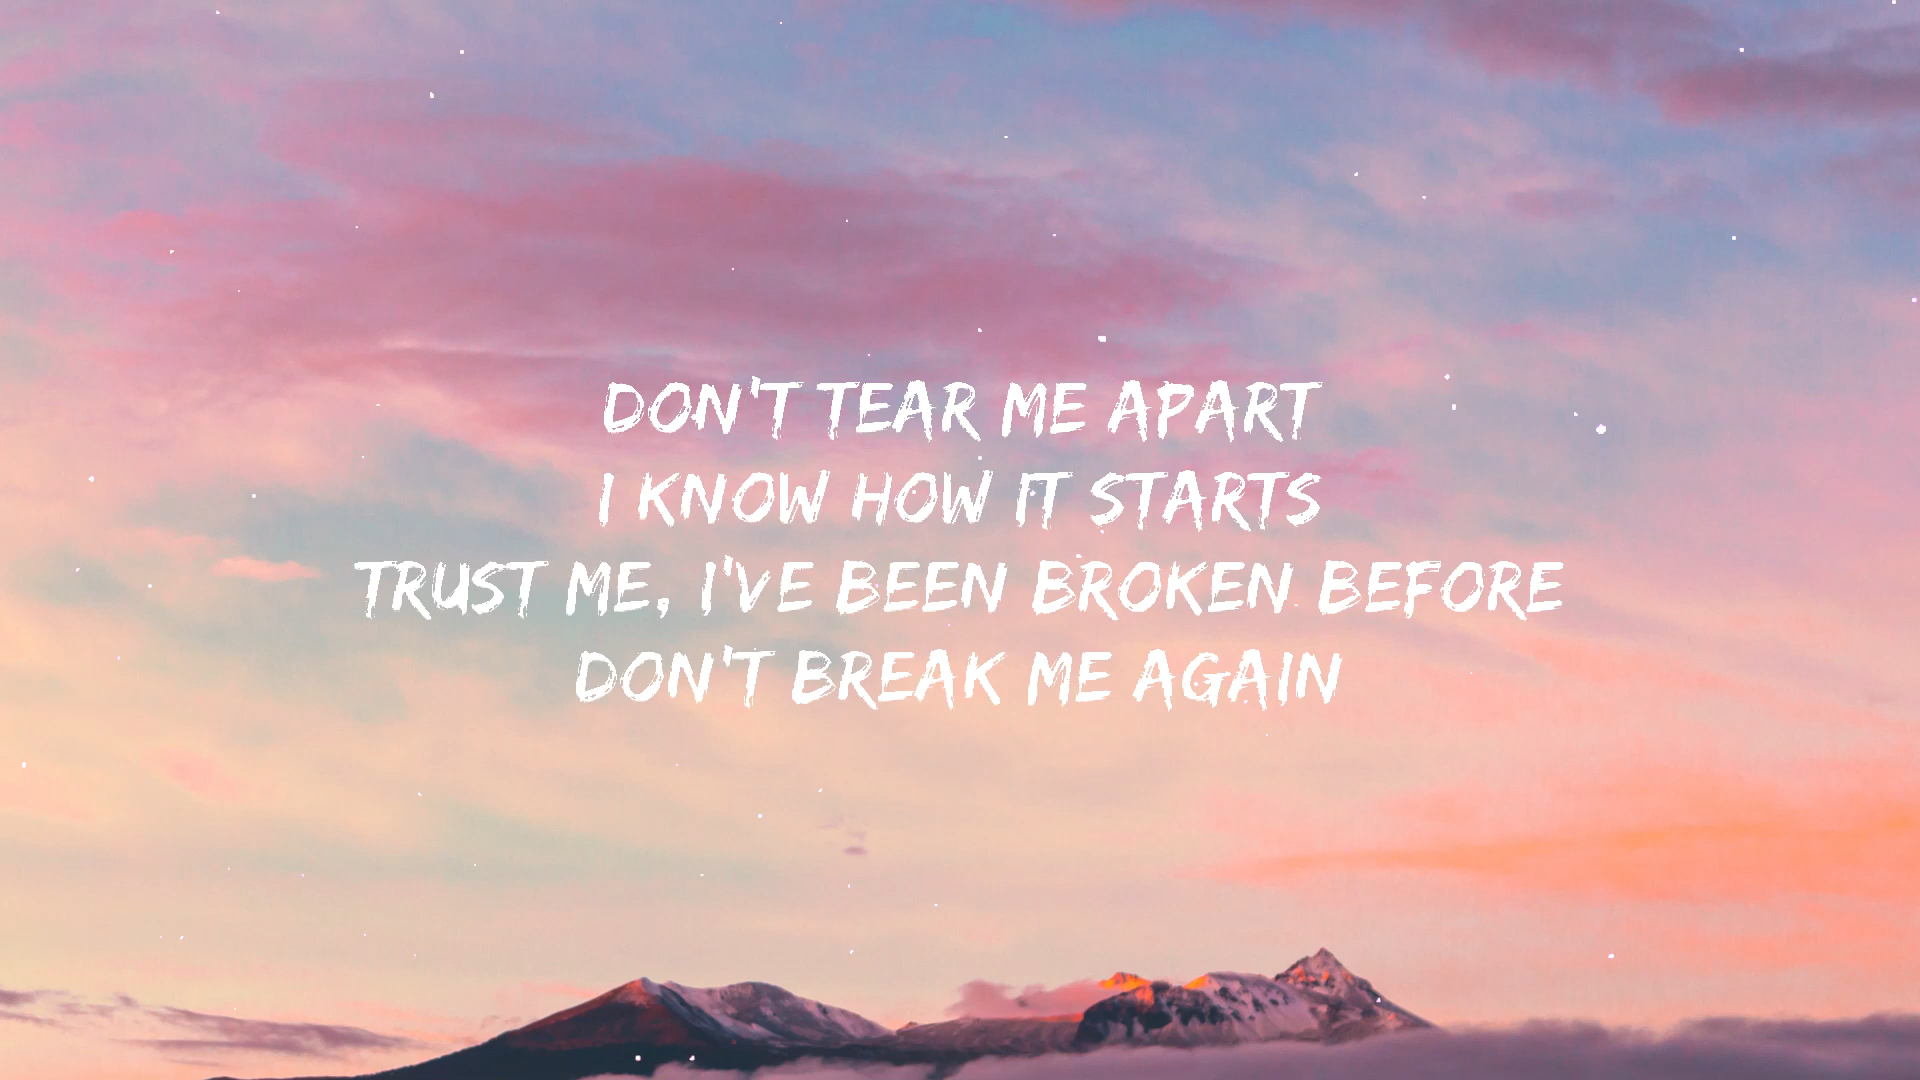 DON'T TEAR ME APART
I KNOW HOW IT STARTS
TRUST ME, I'VE BEEN BROKEN BEFORE
DON'T BREAK ME AGAIN